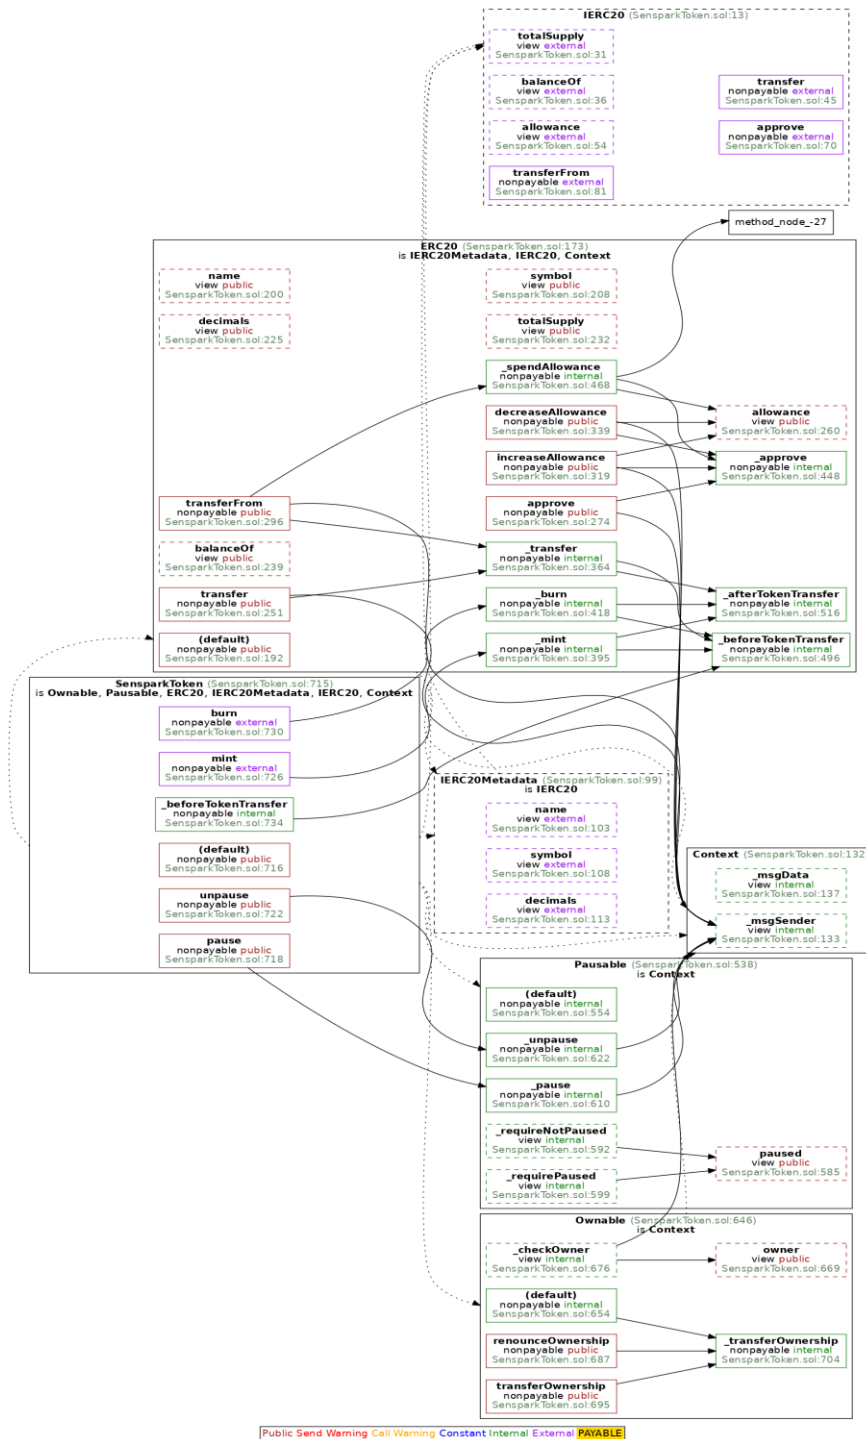 IERC20 (SensparkToken.sol:13)
totalSupply
view external
SensparkToken.sol:31
balanceOf
view external
SensparkToken.sol:36
transfer
nonpayable external
SensparkToken.sol:45
allowance
view external
SensparkToken.sol:54
approve
nonpayable external
SensparkToken.sol:70
transferFrom
nonpayable external
SensparkToken.sol:81
method_node_-27
ERC20 (SensparkToken.sol:173)
is IERC20Metadata, IERC20, Context
name
view public
SensparkToken.sol:200
symbol
view public
SensparkToken.sol:208
decimals
view public
SensparkToken.sol:225
totalSupply
view public
SensparkToken.sol:232
_spendAllowance
nonpayable internal
SensparkToken.sol:468
decreaseAllowance
nonpayable public
SensparkToken.sol:339
allowance
view public
SensparkToken.sol:260
increaseAllowance
nonpayable public
SensparkToken.sol:319
_approve
nonpayable internal
SensparkToken.sol:448
transferFrom
nonpayable public
SensparkToken.sol:296
approve
nonpayable public
SensparkToken.sol:274
balanceOf
view public
SensparkToken.sol:239
_transfer
nonpayable internal
SensparkToken.sol:364
transfer
nonpayable public
SensparkToken.sol:251
_burn
nonpayable internal
SensparkToken.sol:418
_afterTokenTransfer
nonpayable internal
SensparkToken.sol:516
(default)
nonpayable public
SensparkToken.sol:192
_mint
nonpayable internal
SensparkToken.sol:395
_beforeTokenTransfer
nonpayable internal
SensparkToken.sol:496
SensparkToken (SensparkToken.sol:715)
is Ownable, Pausable, ERC20, IERC20Metadata, IERC20, Context
burn
nonpayable external
SensparkToken.sol:730
mint
nonpayable external
SensparkToken.sol:726
_beforeTokenTransfer
nonpayable internal
SensparkToken.sol:734
(default)
nonpayable public
SensparkToken.sol:716
unpause
nonpayable public
SensparkToken.sol:722
pause
nonpayable public
SensparkToken.sol:718
IERC20Metadata (SensparkToken.sol:99)
is IERC20
name
view external
SensparkToken.sol:103
symbol
view external
SensparkToken.sol:108
decimals
view external
SensparkToken.sol:113
Context (SensparkToken.sol:132
_msgData
view internal
SensparkToken.sol:137
_msgSender
view internal
SensparkToken.sol:133
Pausable (SensparkToken.sol:538)
is Context
(default)
nonpayable internal
SensparkToken.sol:554
_unpause
nonpayable internal
SensparkToken.sol:622
_pause
nonpayable internal
SensparkToken.sol:610
_requireNotPaused
view internal
SensparkToken.sol:592
paused
view public
SensparkToken.sol:585
_requirePaused
view internal
SensparkToken.sol:599
Ownable (SensparkToken.sol:646)
is Context
_checkOwner
view internal
SensparkToken.sol:676
owner
view public
SensparkToken.sol:669
(default)
nonpayable internal
SensparkToken.sol:654
renounceOwnership
nonpayable public
SensparkToken.sol:687
_transferOwnership
nonpayable internal
SensparkToken.sol:704
transferOwnership
nonpayable public
SensparkToken.sol:695
Public Send Warning Call Warning Constant Internal External PAYABLE